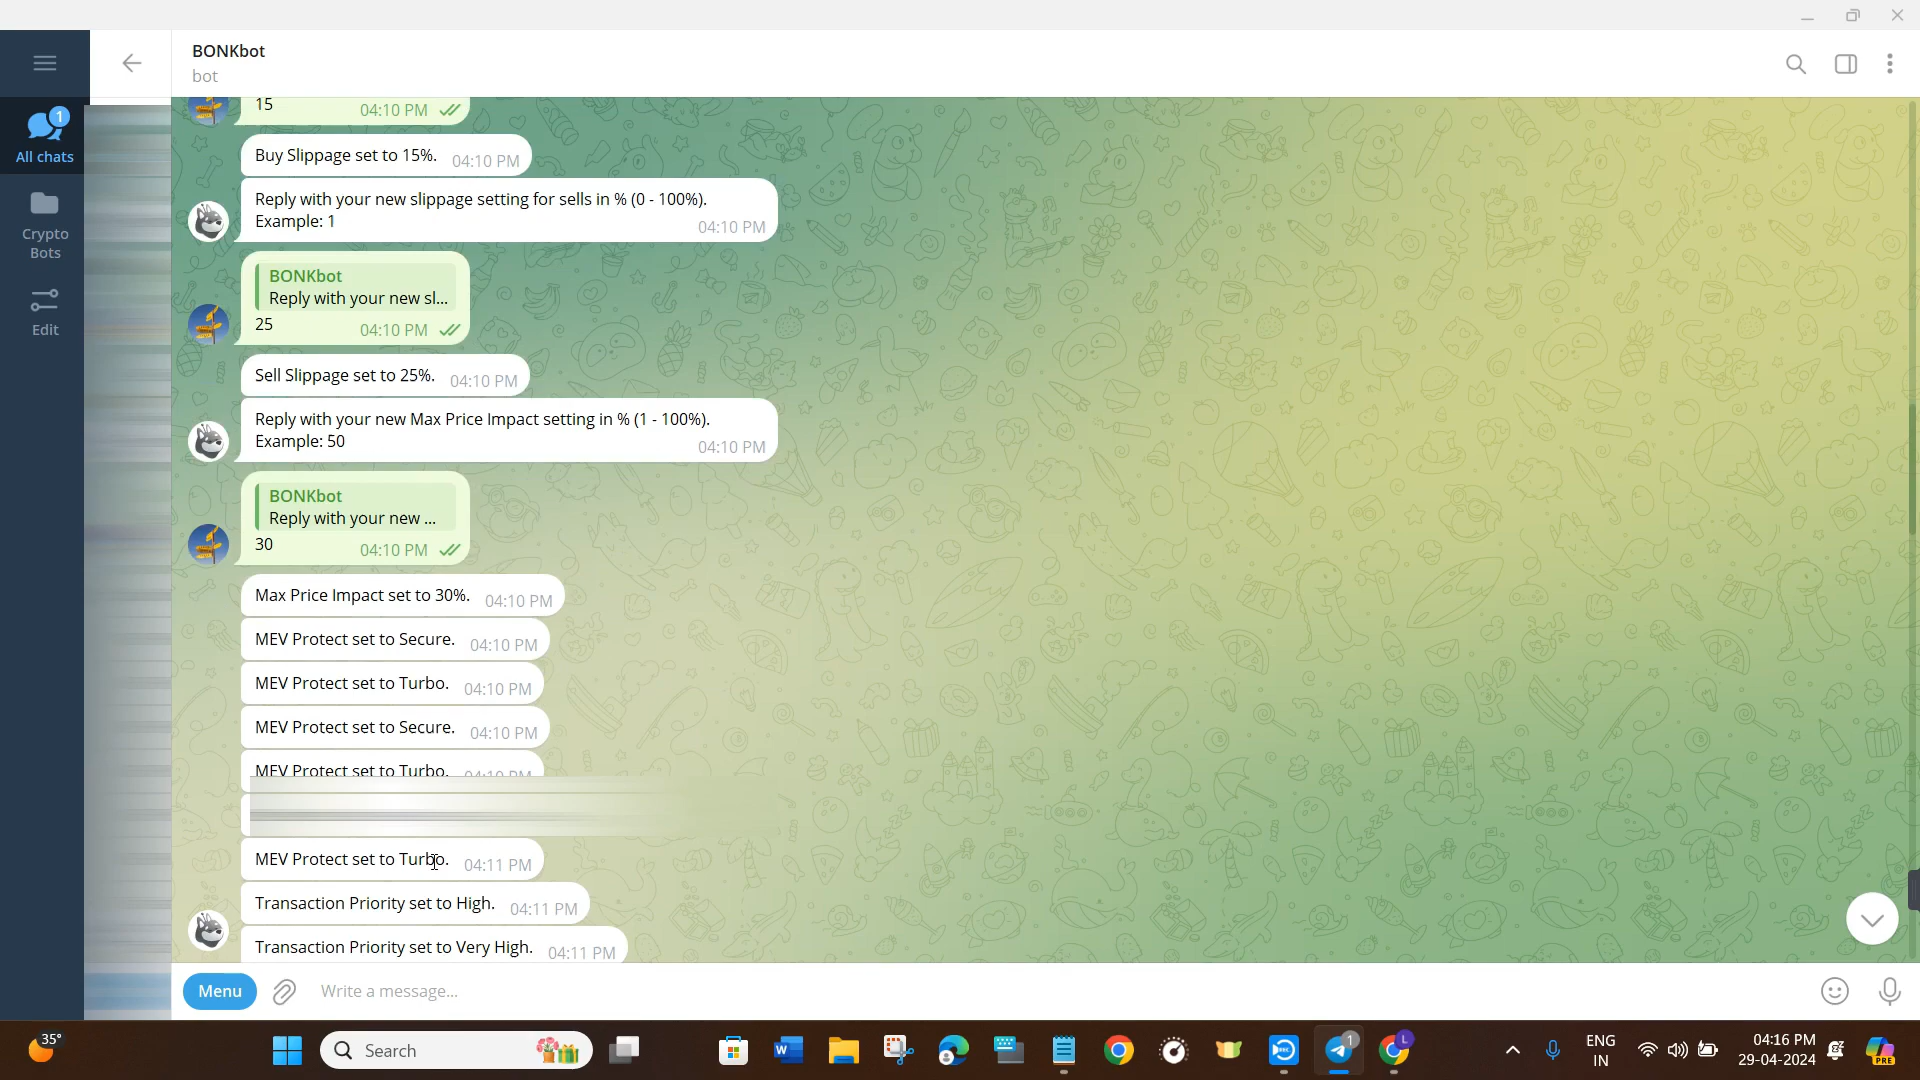 BONKbot
bot
1
All chats
Crypto
Bots
Edit
15
04:10 PM
Buy Slippage set to 15%. 04:10 PM
Reply with your new slippage setting for sells in % (0 - 100%).
Example: 1
04:10 PM
BONKbot
Reply with your new sl...
25
04:10 PM
Sell Slippage set to 25%. 04:10 PM
Reply with your new Max Price Impact setting in % (1 - 100%).
Example: 50
04:10 PM
BONKbot
Reply with your new ...
30
04:10 PM
Max Price Impact set to 30%. 04:10 PM
MEV Protect set to Secure. 04:10 PM
MEV Protect set to Turbo. 04:10 PM
MEV Protect set to Secure. 04:10 PM
MEV Protect set to Turbo. 04:10 PM
MEV Protect set to Turbo. 04:11 PM
Transaction Priority set to High. 04:11 PM
Transaction Priority set to Very High. 04:11 PM
Menu
Write a message...
35°
Search
W
L
1
ENG
IN
04:16 PM
29-04-2024
PRE